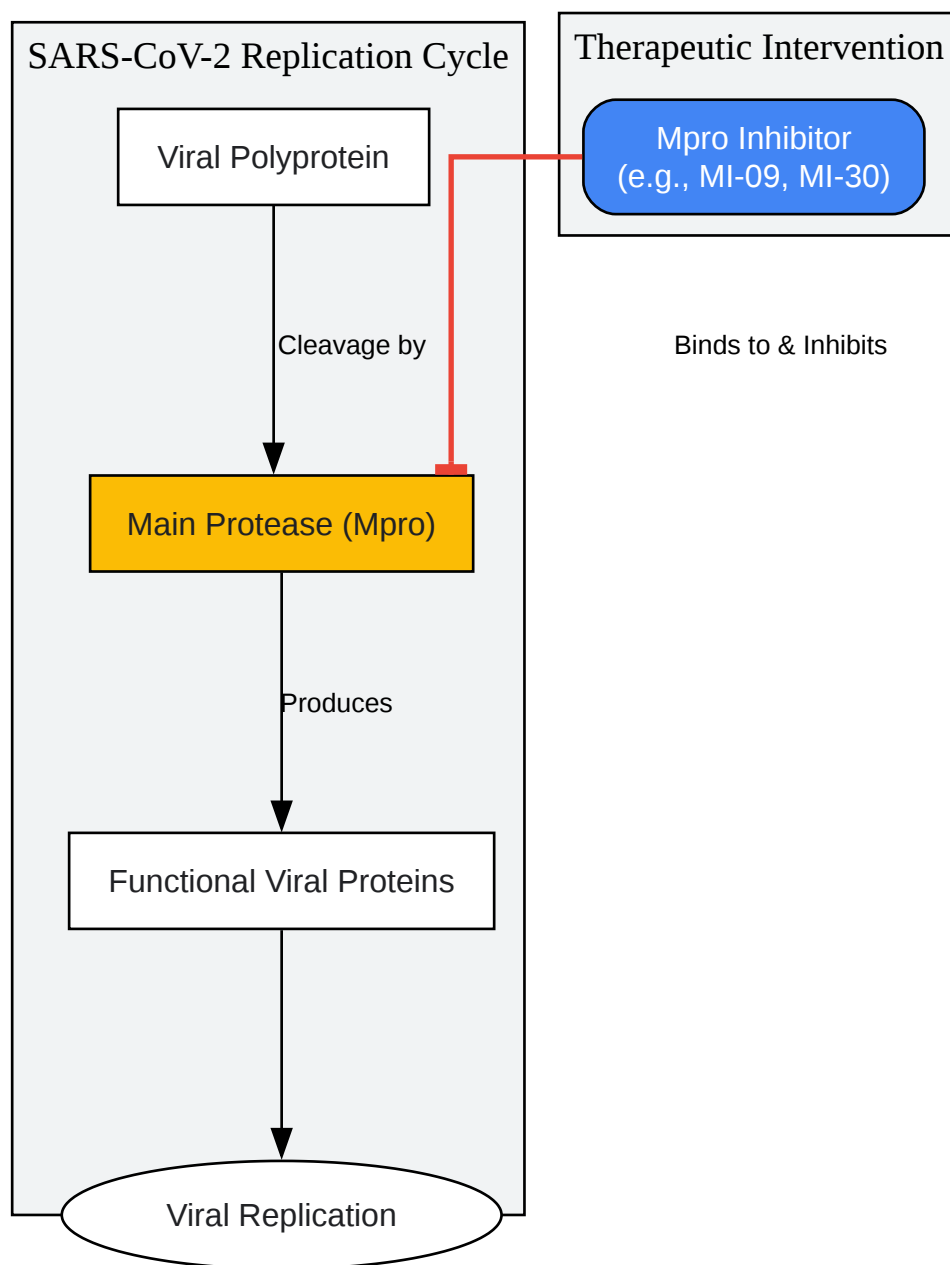 SARS-CoV-2 Replication Cycle
Therapeutic Intervention
Viral Polyprotein
Mpro Inhibitor
(e.g., MI-09, MI-30)
Cleavage by
Binds to & Inhibits
Main Protease (Mpro)
Produces
Functional Viral Proteins
Viral Replication